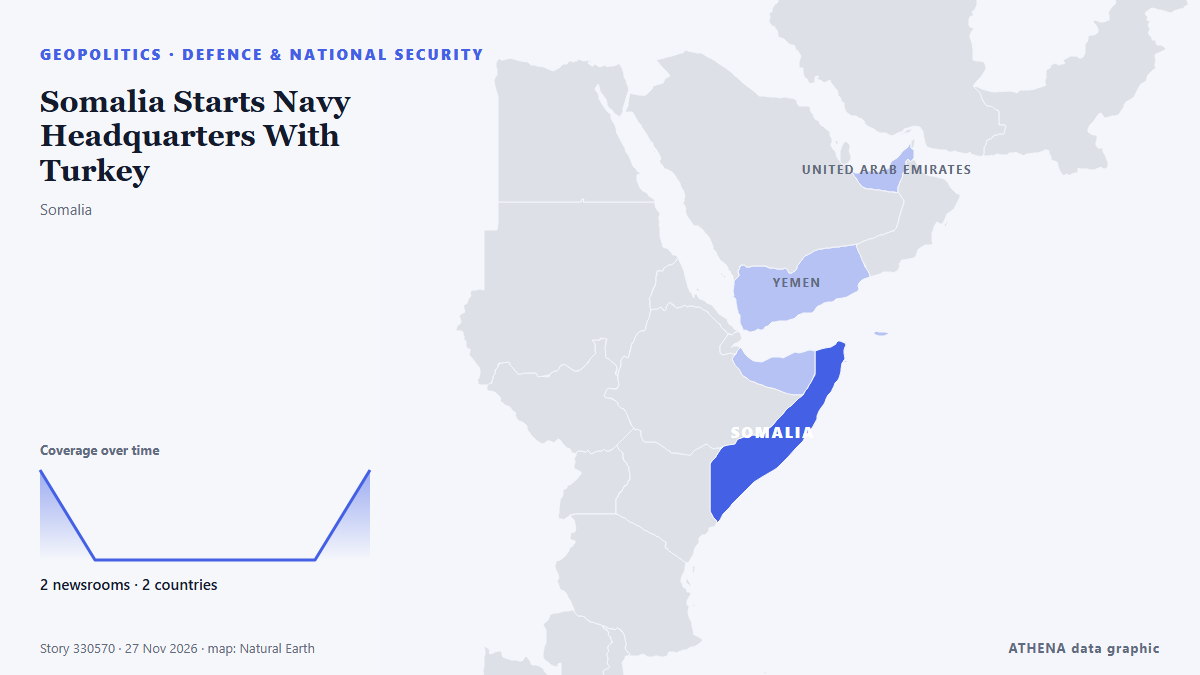 GEOPOLITICS · DEFENCE & NATIONAL SECURITY
Somalia Starts Navy
Headquarters With
Turkey
Somalia
UNITED ARAB EMIRATES
YEMEN
SOMALIA
Coverage over time
2 newsrooms · 2 countries
Story 330570 · 27 Nov 2026 · map: Natural Earth
ATHENA data graphic